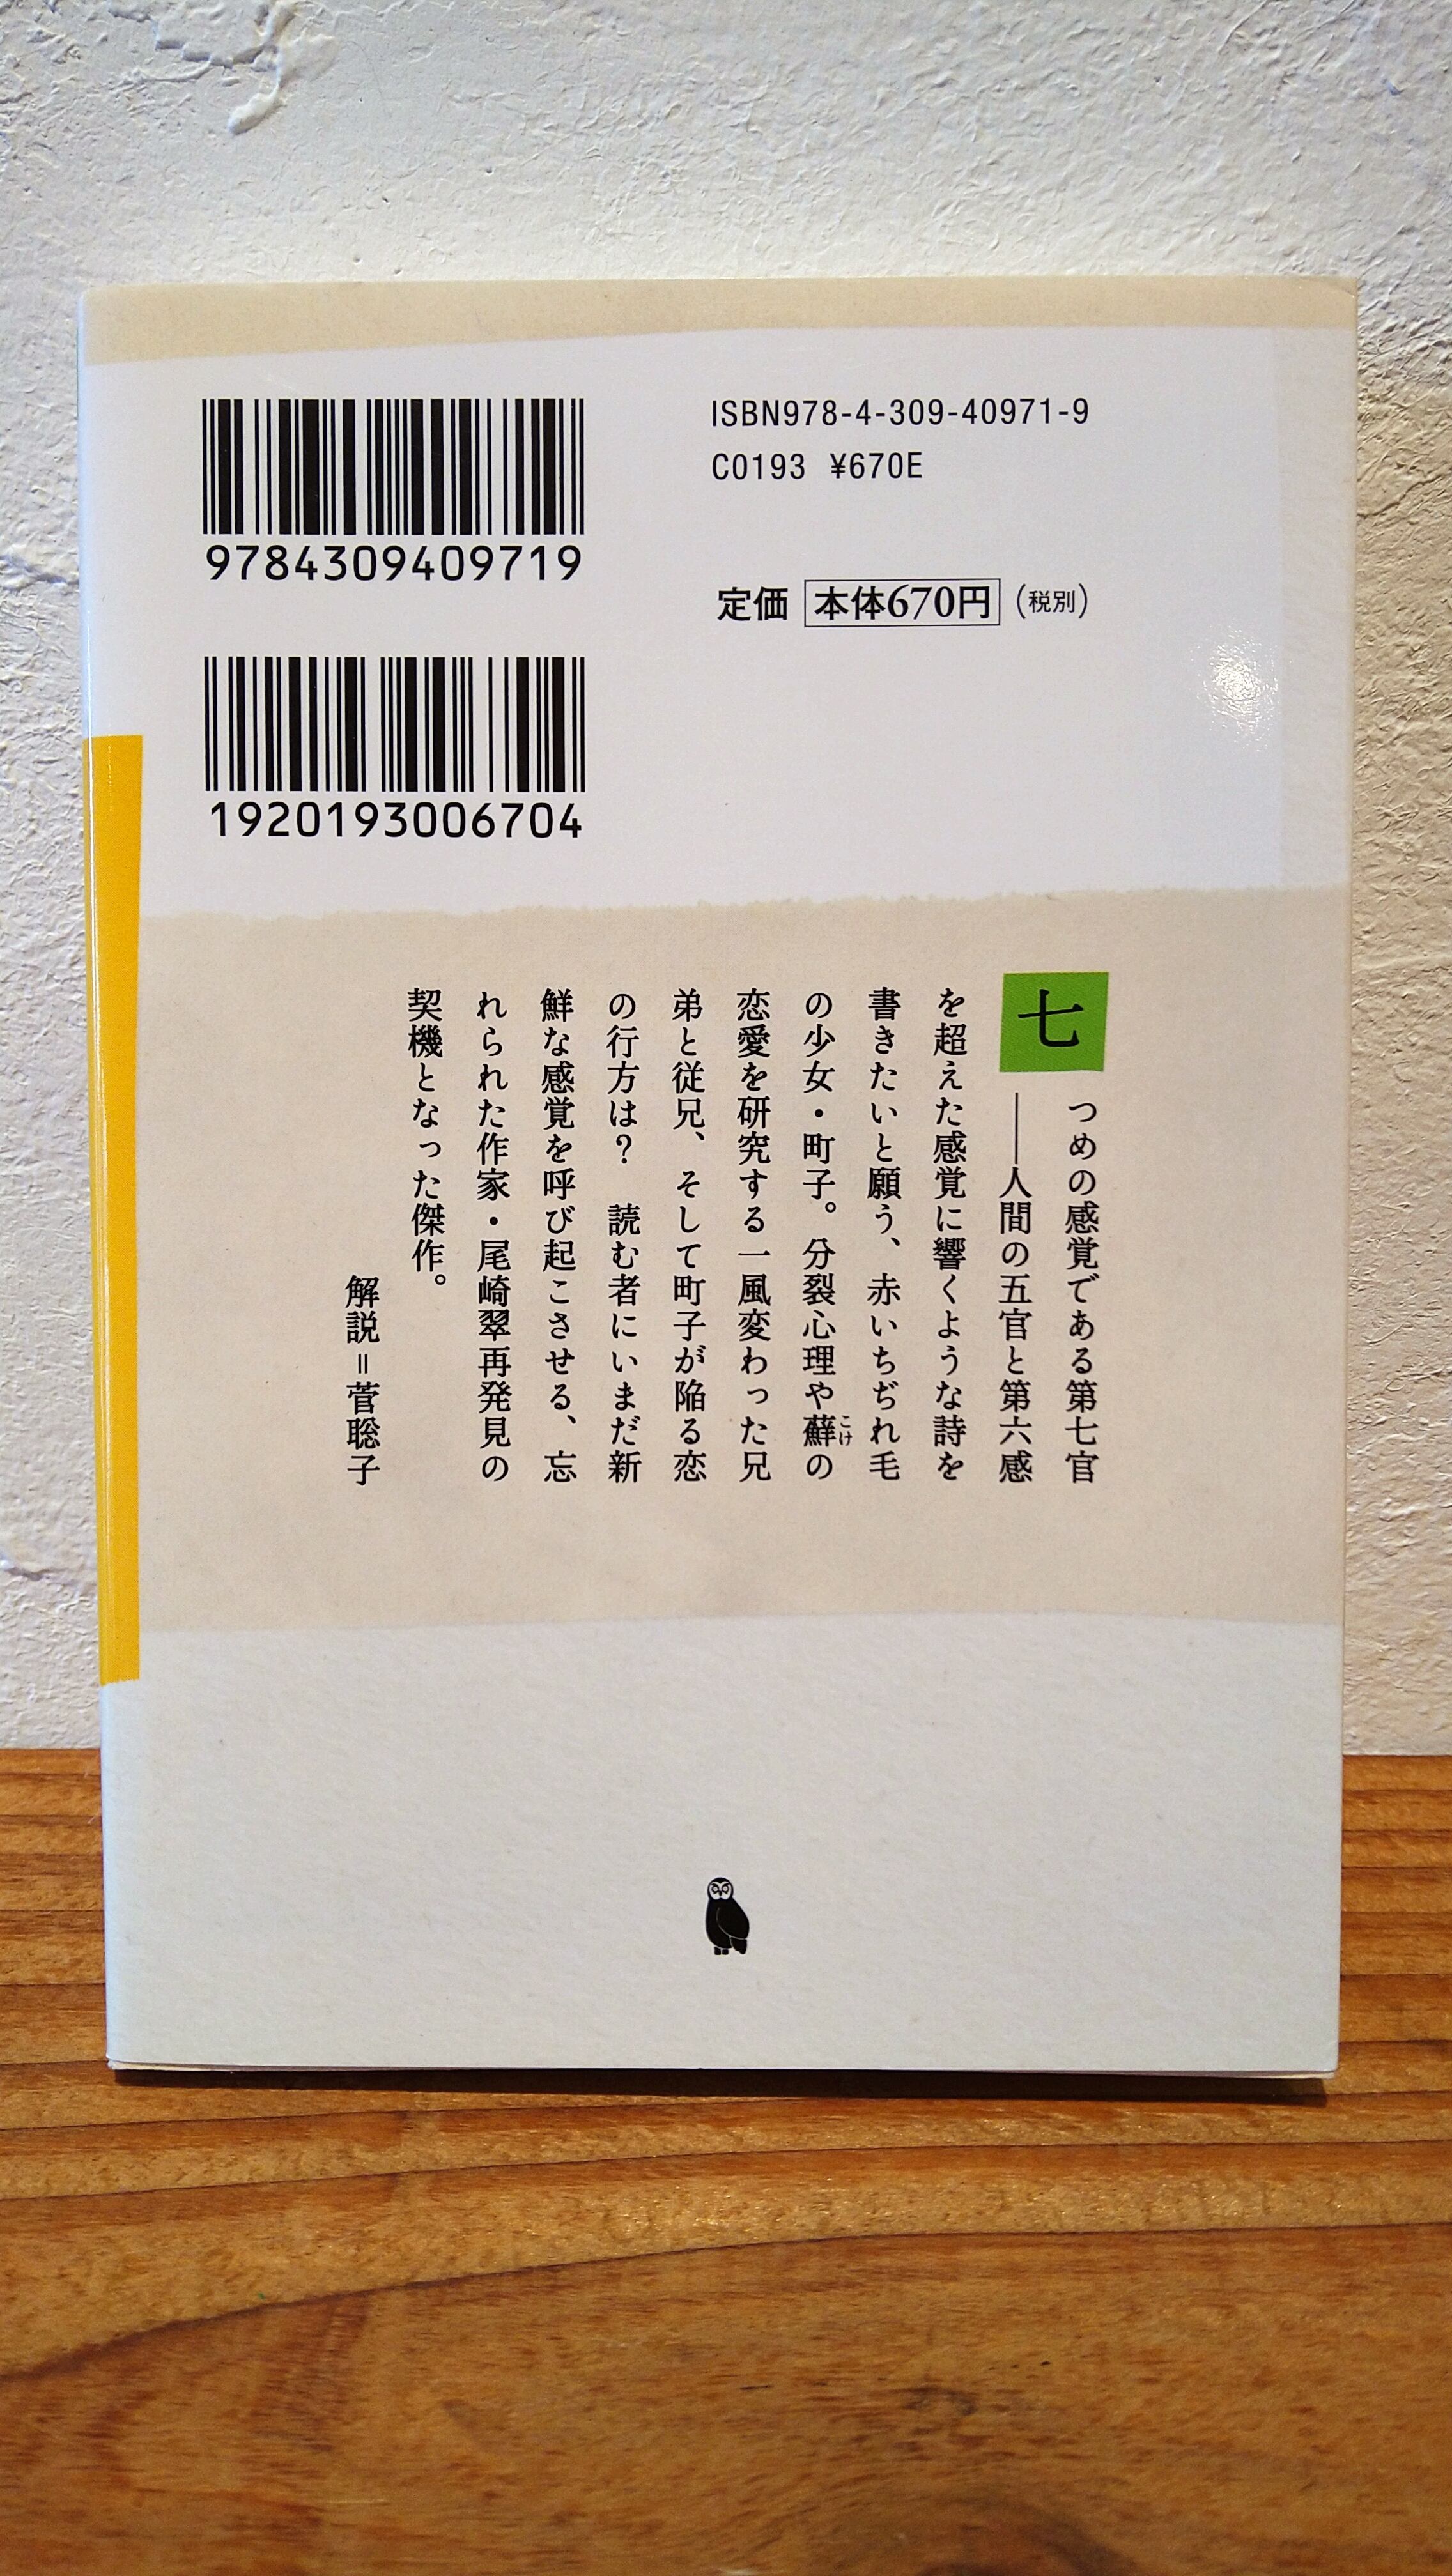 ISBN978-4-309-40971-9
C0193 ¥670E
9784309409719
定価 本体670円（税別）
1920193006704
七つめの感覚である第七官
――人間の五官と第六感
を超えた感覚に響くような詩を
書きたいと願う、赤いちぢれ毛
の少女・町子。分裂心理や蘇の
こけ
恋愛を研究する一風変わった兄
弟と従兄、そして町子が陥る恋
の行方は？　読む者にいまだ新
鮮な感覚を呼び起こさせる、忘
れられた作家・尾崎翠再発見の
契機となった傑作。
解説＝菅聡子